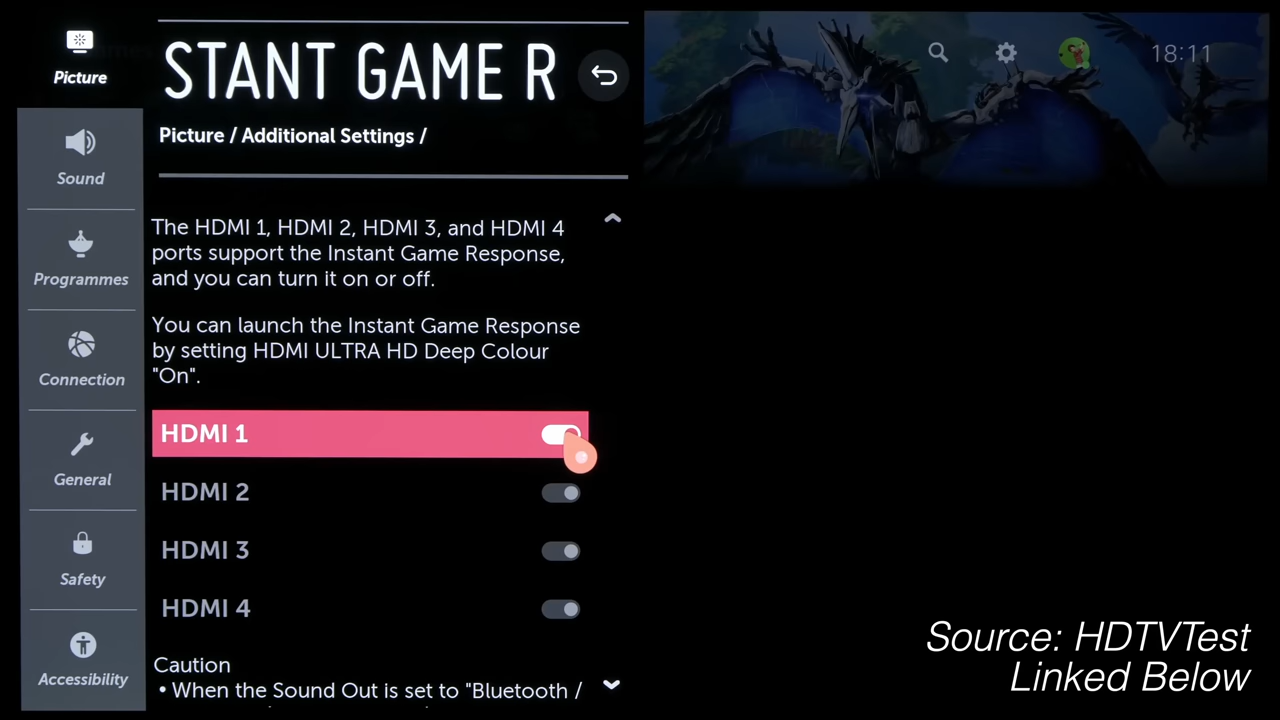 Picture
STANT GAME R
Picture / Additional Settings /
18:11
Sound
Programmes
Connection
General
Safety
Accessibility
The HDMI 1, HDMI 2, HDMI 3, and HDMI 4
ports support the Instant Game Response,
and you can turn it on or off.
You can launch the Instant Game Response
by setting HDMI ULTRA HD Deep Colour
"On".
HDMI 1
HDMI 2
HDMI 3
HDMI 4
Caution
• When the Sound Out is set to "Bluetooth /
Source: HDTVTest
Linked Below